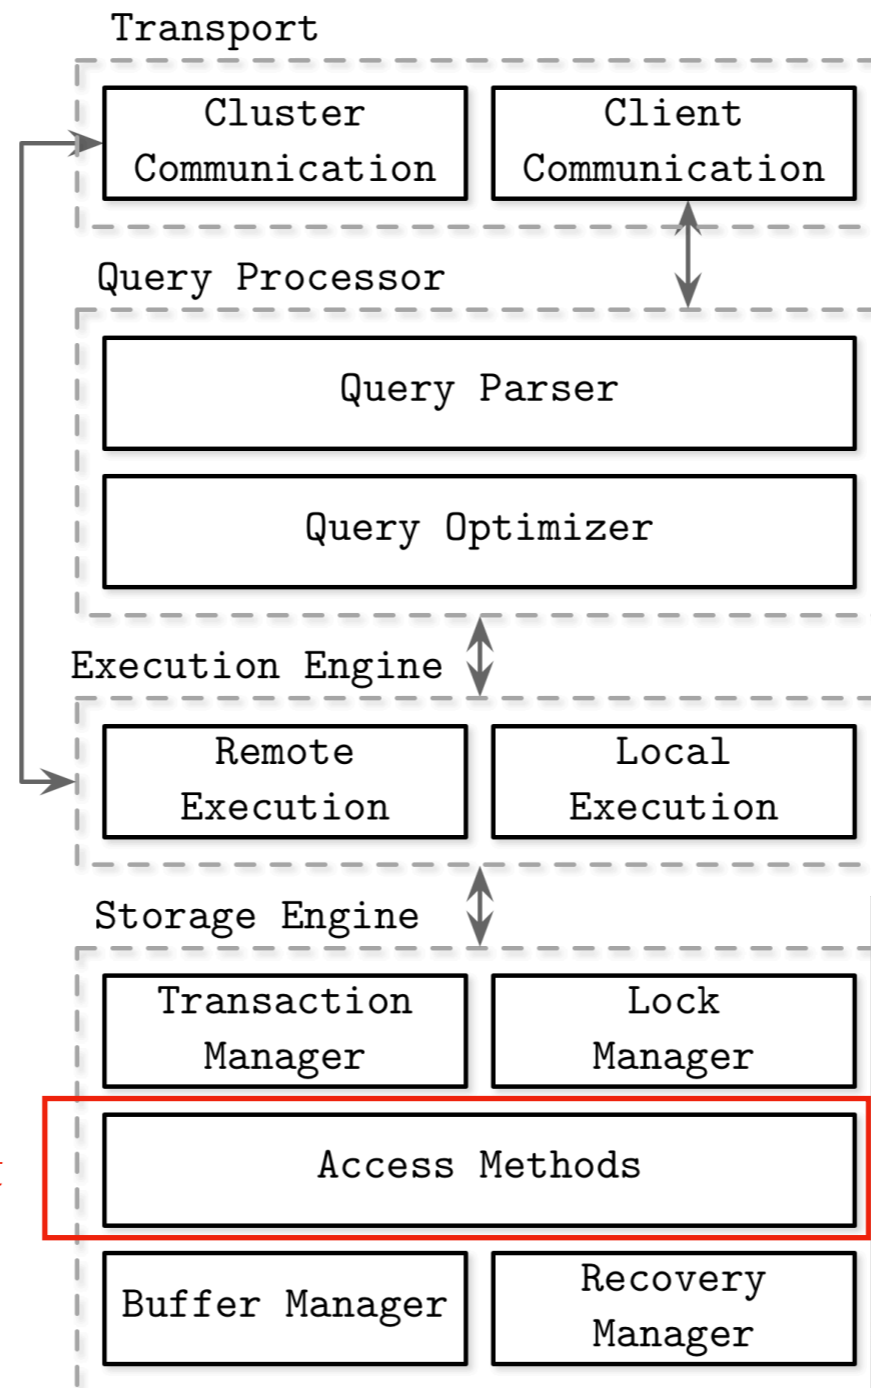 Transport
Cluster
Communication
Client
Communication
Query Processor
Query Parser
Query Optimizer
Execution Engine
Remote
Execution
Local
Execution
Storage Engine
Transaction
Manager
Lock
Manager
Access Methods
Buffer Manager
Recovery
Manager